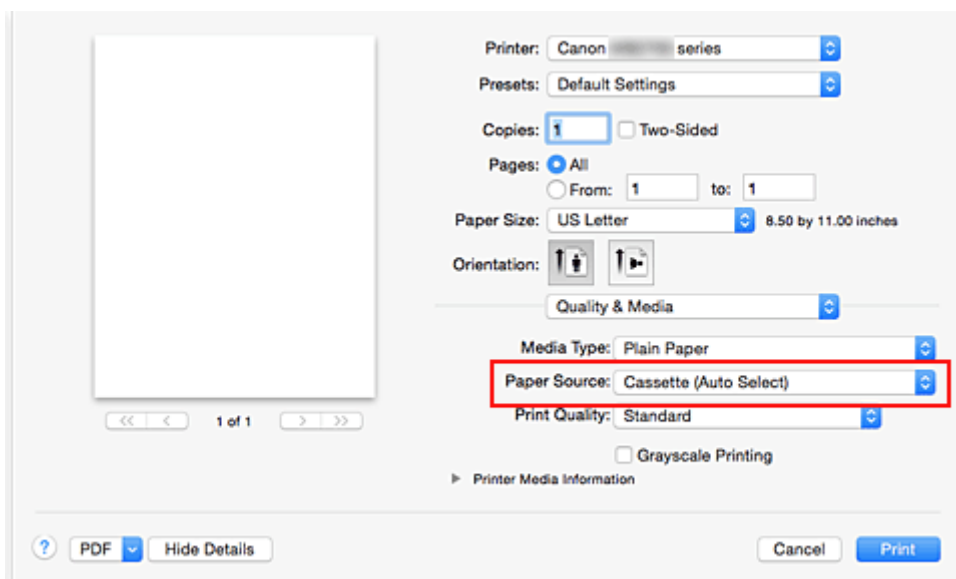 Printer: Canon series
Presets: Default Settings
Copies: 1 Two-Sided
Pages: All
From: 1 to: 1
Paper Size: US Letter 8.50 by 11.00 inches
Orientation:
Quality & Media
Media Type: Plain Paper
Paper Source: Cassette (Auto Select)
1 of 1
Print Quality: Standard
Grayscale Printing
Printer Media Information
? PDF Hide Details Cancel Print